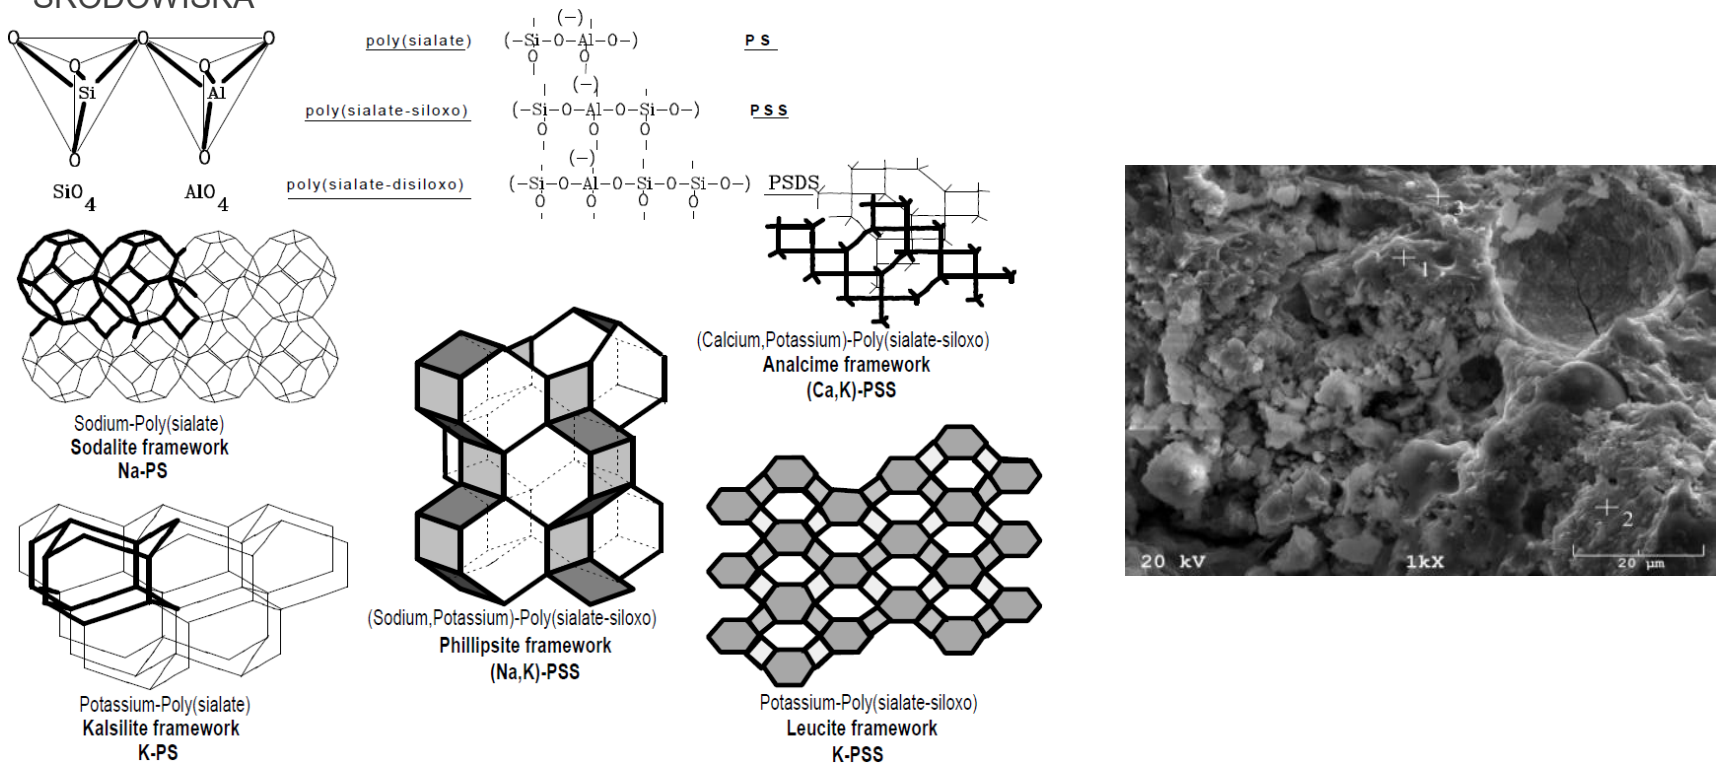 ŚRODOWISKA
O O O
O O
Si Al
O O
SiO4 AlO4
poly(sialate) (-Si-O-Al-O-) PS
(-)
O O
poly(sialate-siloxo) (-Si-O-Al-O-Si-O-) PSS
(-)
O O O
poly(sialate-disiloxo) (-Si-O-Al-O-Si-O-Si-O-) PSDS
(-)
O O O O
Sodium-Poly(sialate)
Sodalite framework
Na-PS
Potassium-Poly(sialate)
Kalsilite framework
K-PS
(Sodium,Potassium)-Poly(sialate-siloxo)
Phillipsite framework
(Na,K)-PSS
(Calcium,Potassium)-Poly(sialate-siloxo)
Analcime framework
(Ca,K)-PSS
Potassium-Poly(sialate-siloxo)
Leucite framework
K-PSS
3
1
2
20 kV 1kX 20 µm